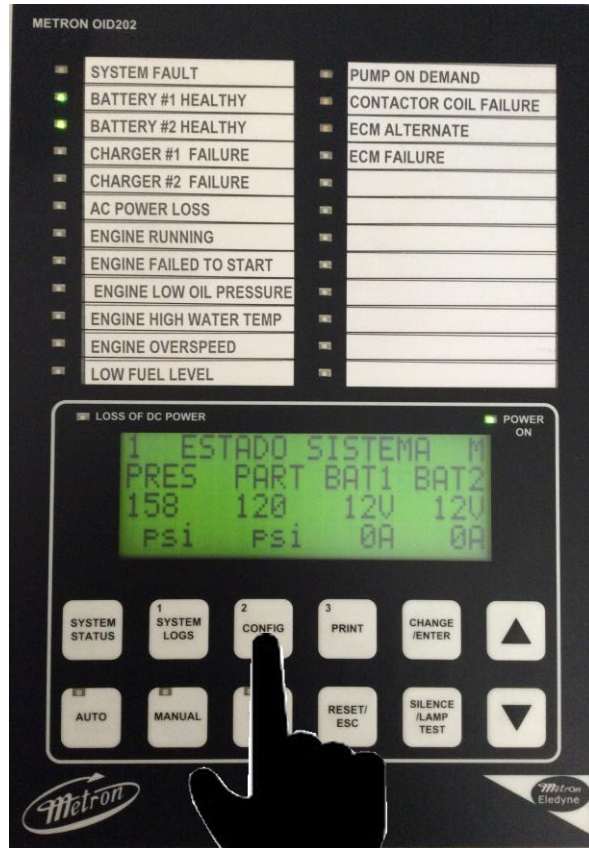 METRON OID202
SYSTEM FAULT
BATTERY #1 HEALTHY
BATTERY #2 HEALTHY
CHARGER #1 FAILURE
CHARGER #2 FAILURE
AC POWER LOSS
ENGINE RUNNING
ENGINE FAILED TO START
ENGINE LOW OIL PRESSURE
ENGINE HIGH WATER TEMP
ENGINE OVERSPEED
LOW FUEL LEVEL
PUMP ON DEMAND
CONTACTOR COIL FAILURE
ECM ALTERNATE
ECM FAILURE
LOSS OF DC POWER
POWER
ON
1 ESTADO SISTEMA M
PRES PART BAT1 BAT2
158 120 12V 12V
psi psi 0A 0A
SYSTEM
STATUS
1
SYSTEM
LOGS
2
CONFIG
3
PRINT
CHANGE
/ENTER
AUTO
MANUAL
RESET/
ESC
SILENCE
/LAMP
TEST
Metron
Metron
Eledyne